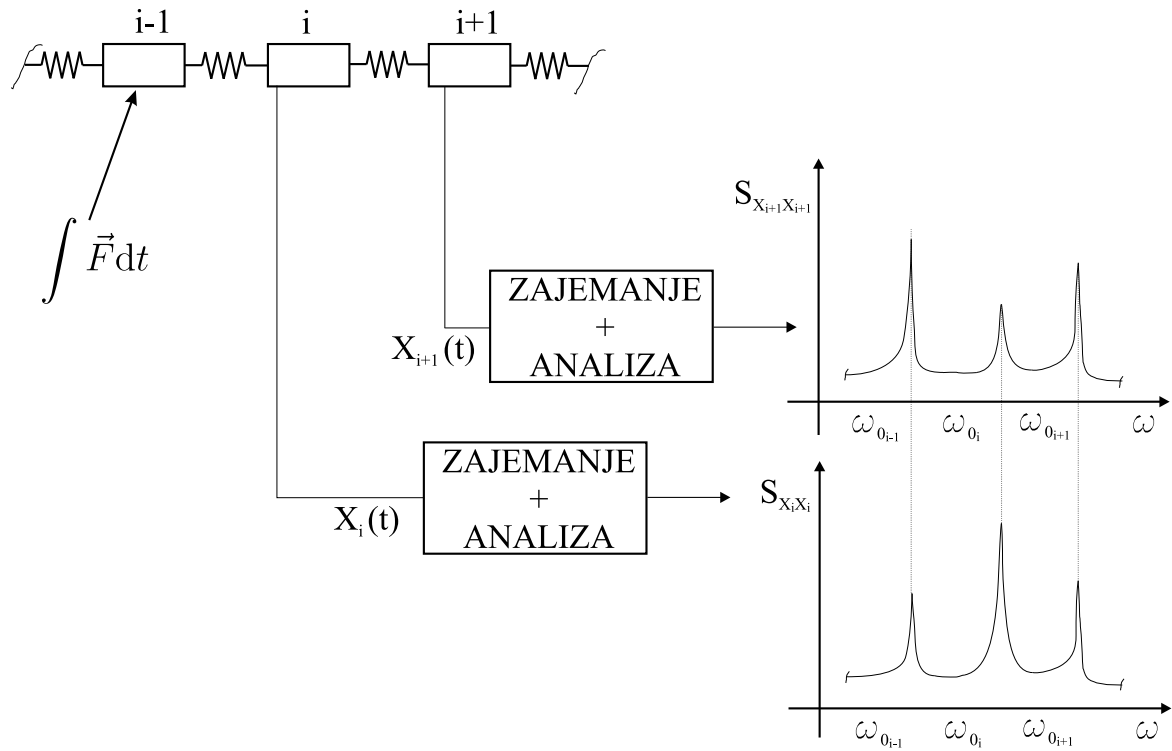 i-1 i i+1
∫ F⃗dt
S_{X_{i+1}X_{i+1}}
ZAJEMANJE
+
ANALIZA
X_{i+1}(t)
ω_{0_{i-1}} ω_{0_i} ω_{0_{i+1}} ω
ZAJEMANJE
+
ANALIZA
X_i(t)
S_{X_iX_i}
ω_{0_{i-1}} ω_{0_i} ω_{0_{i+1}} ω